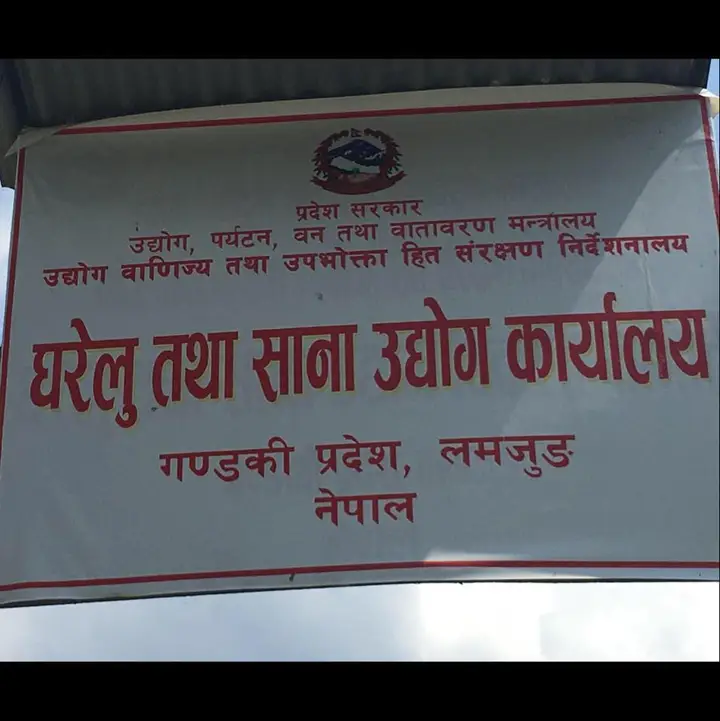 प्रदेश सरकार
उद्योग, पर्यटन, वन तथा वातावरण मन्त्रालय
उद्योग वाणिज्य तथा उपभोक्ता हित संरक्षण निर्देशनालय
घरेलु तथा साना उद्योग कार्यालय
गण्डकी प्रदेश, लमजुङ
नेपाल